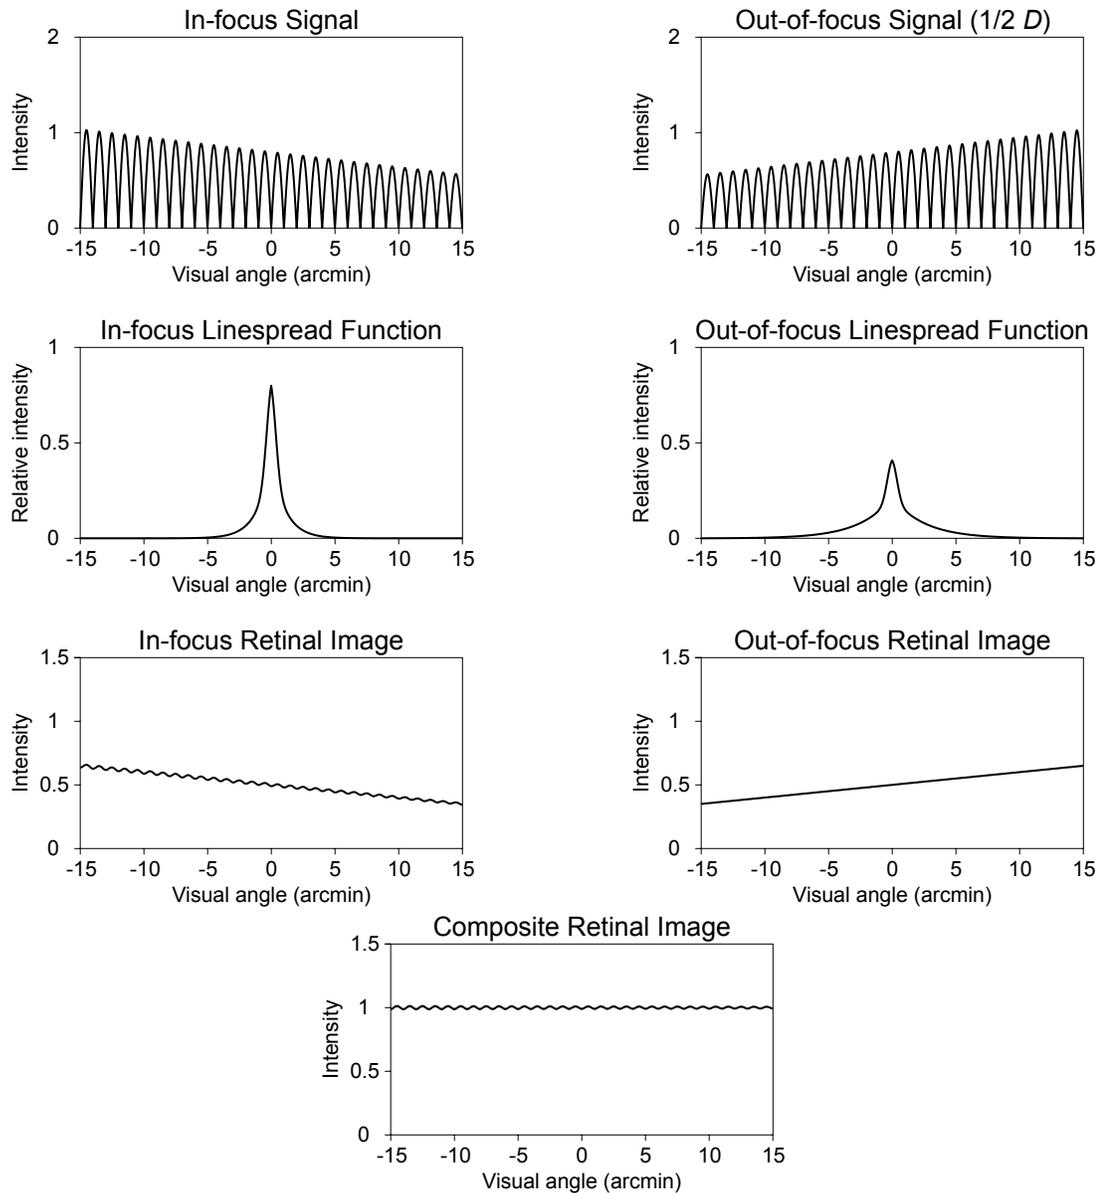 In-focus Signal
2
1
0
Intensity
-15 -10 -5 0 5 10 15
Visual angle (arcmin)
Out-of-focus Signal (1/2 D)
2
1
0
Intensity
-15 -10 -5 0 5 10 15
Visual angle (arcmin)
In-focus Linespread Function
1
0.5
0
Relative intensity
-15 -10 -5 0 5 10 15
Visual angle (arcmin)
Out-of-focus Linespread Function
1
0.5
0
Relative intensity
-15 -10 -5 0 5 10 15
Visual angle (arcmin)
In-focus Retinal Image
1.5
1
0.5
0
Intensity
-15 -10 -5 0 5 10 15
Visual angle (arcmin)
Out-of-focus Retinal Image
1.5
1
0.5
0
Intensity
-15 -10 -5 0 5 10 15
Visual angle (arcmin)
Composite Retinal Image
1.5
1
0.5
0
Intensity
-15 -10 -5 0 5 10 15
Visual angle (arcmin)